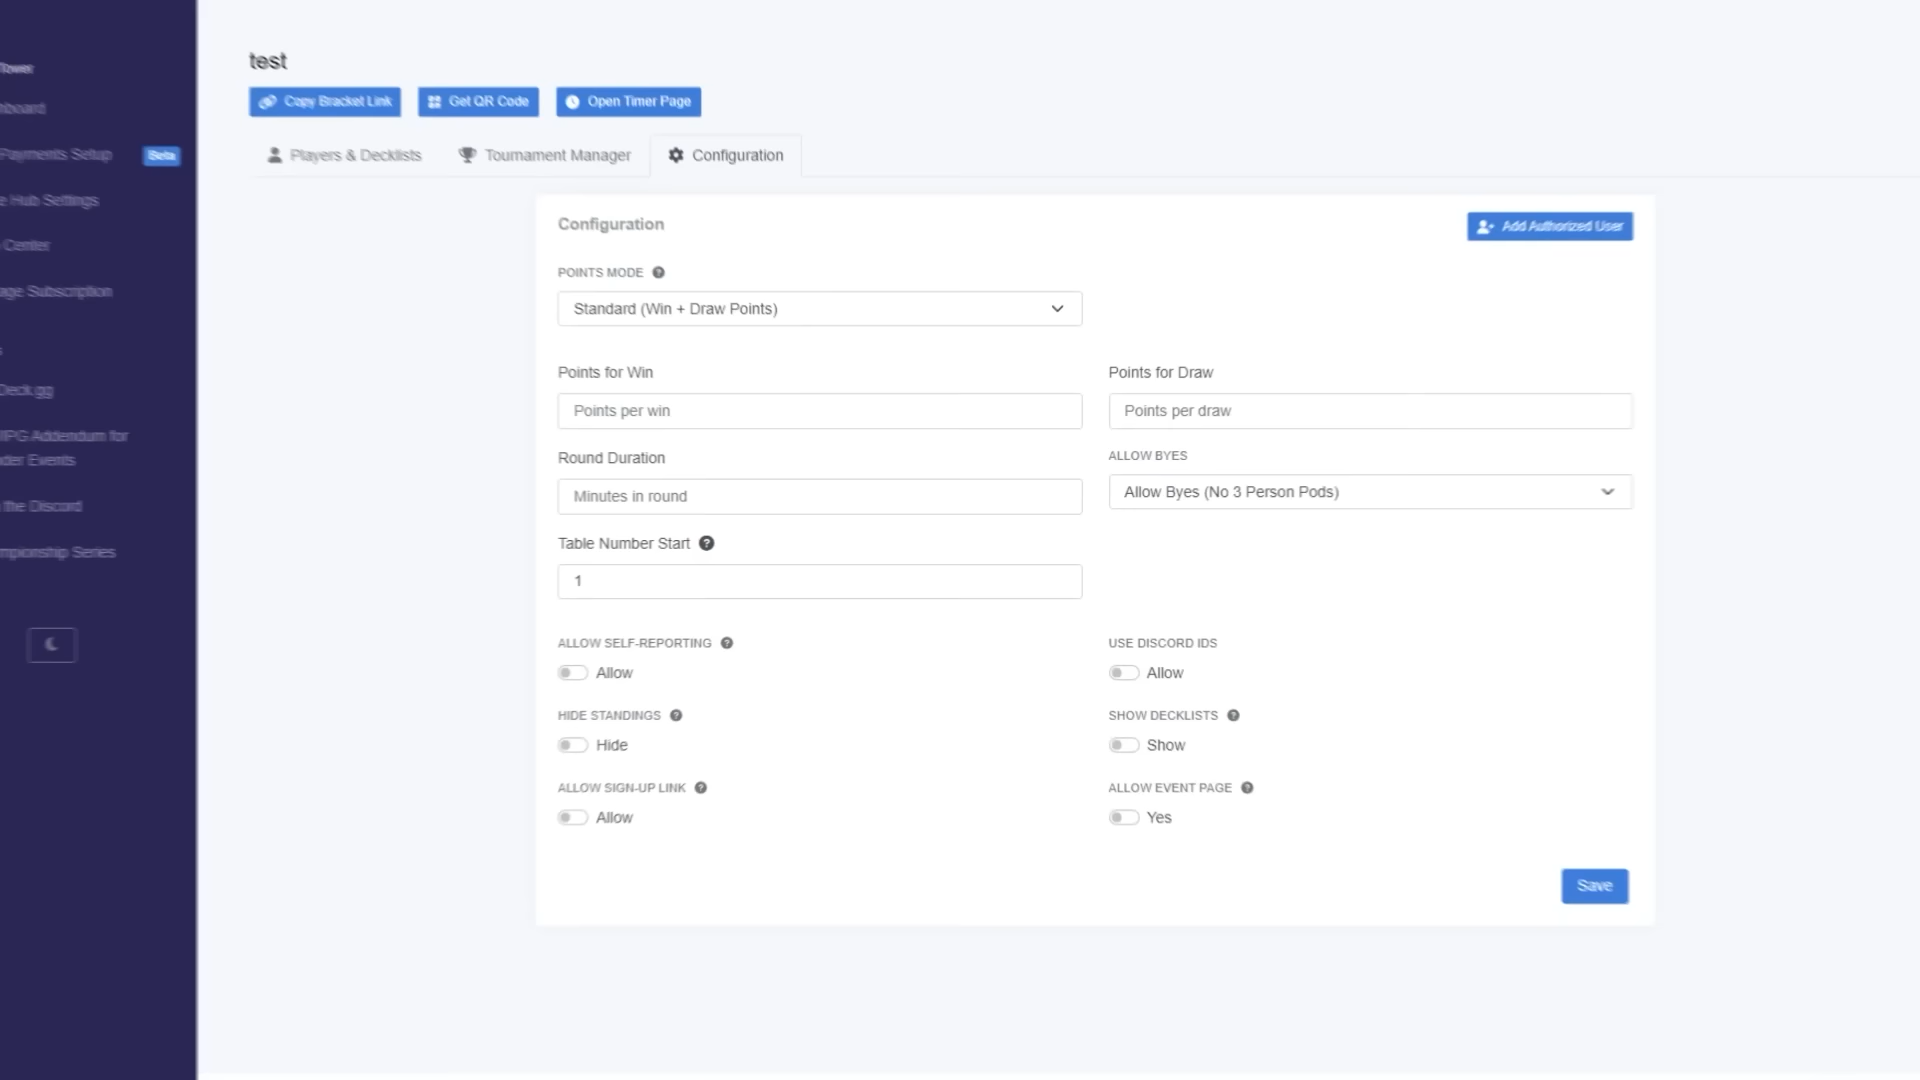 Tower
hboard
Payments Setup Beta
e Hub Settings
Center
age Subscription
s
Deck.gg
IPG Addendum for
der Events
the Discord
mpionship Series
test
Copy Bracket Link Get QR Code Open Timer Page
Players & Decklists Tournament Manager Configuration
Configuration
Add Authorized User
POINTS MODE
Standard (Win + Draw Points)
Points for Win
Points per win
Points for Draw
Points per draw
Round Duration
Minutes in round
ALLOW BYES
Allow Byes (No 3 Person Pods)
Table Number Start
1
ALLOW SELF-REPORTING
Allow
USE DISCORD IDS
Allow
HIDE STANDINGS
Hide
SHOW DECKLISTS
Show
ALLOW SIGN-UP LINK
Allow
ALLOW EVENT PAGE
Yes
Save